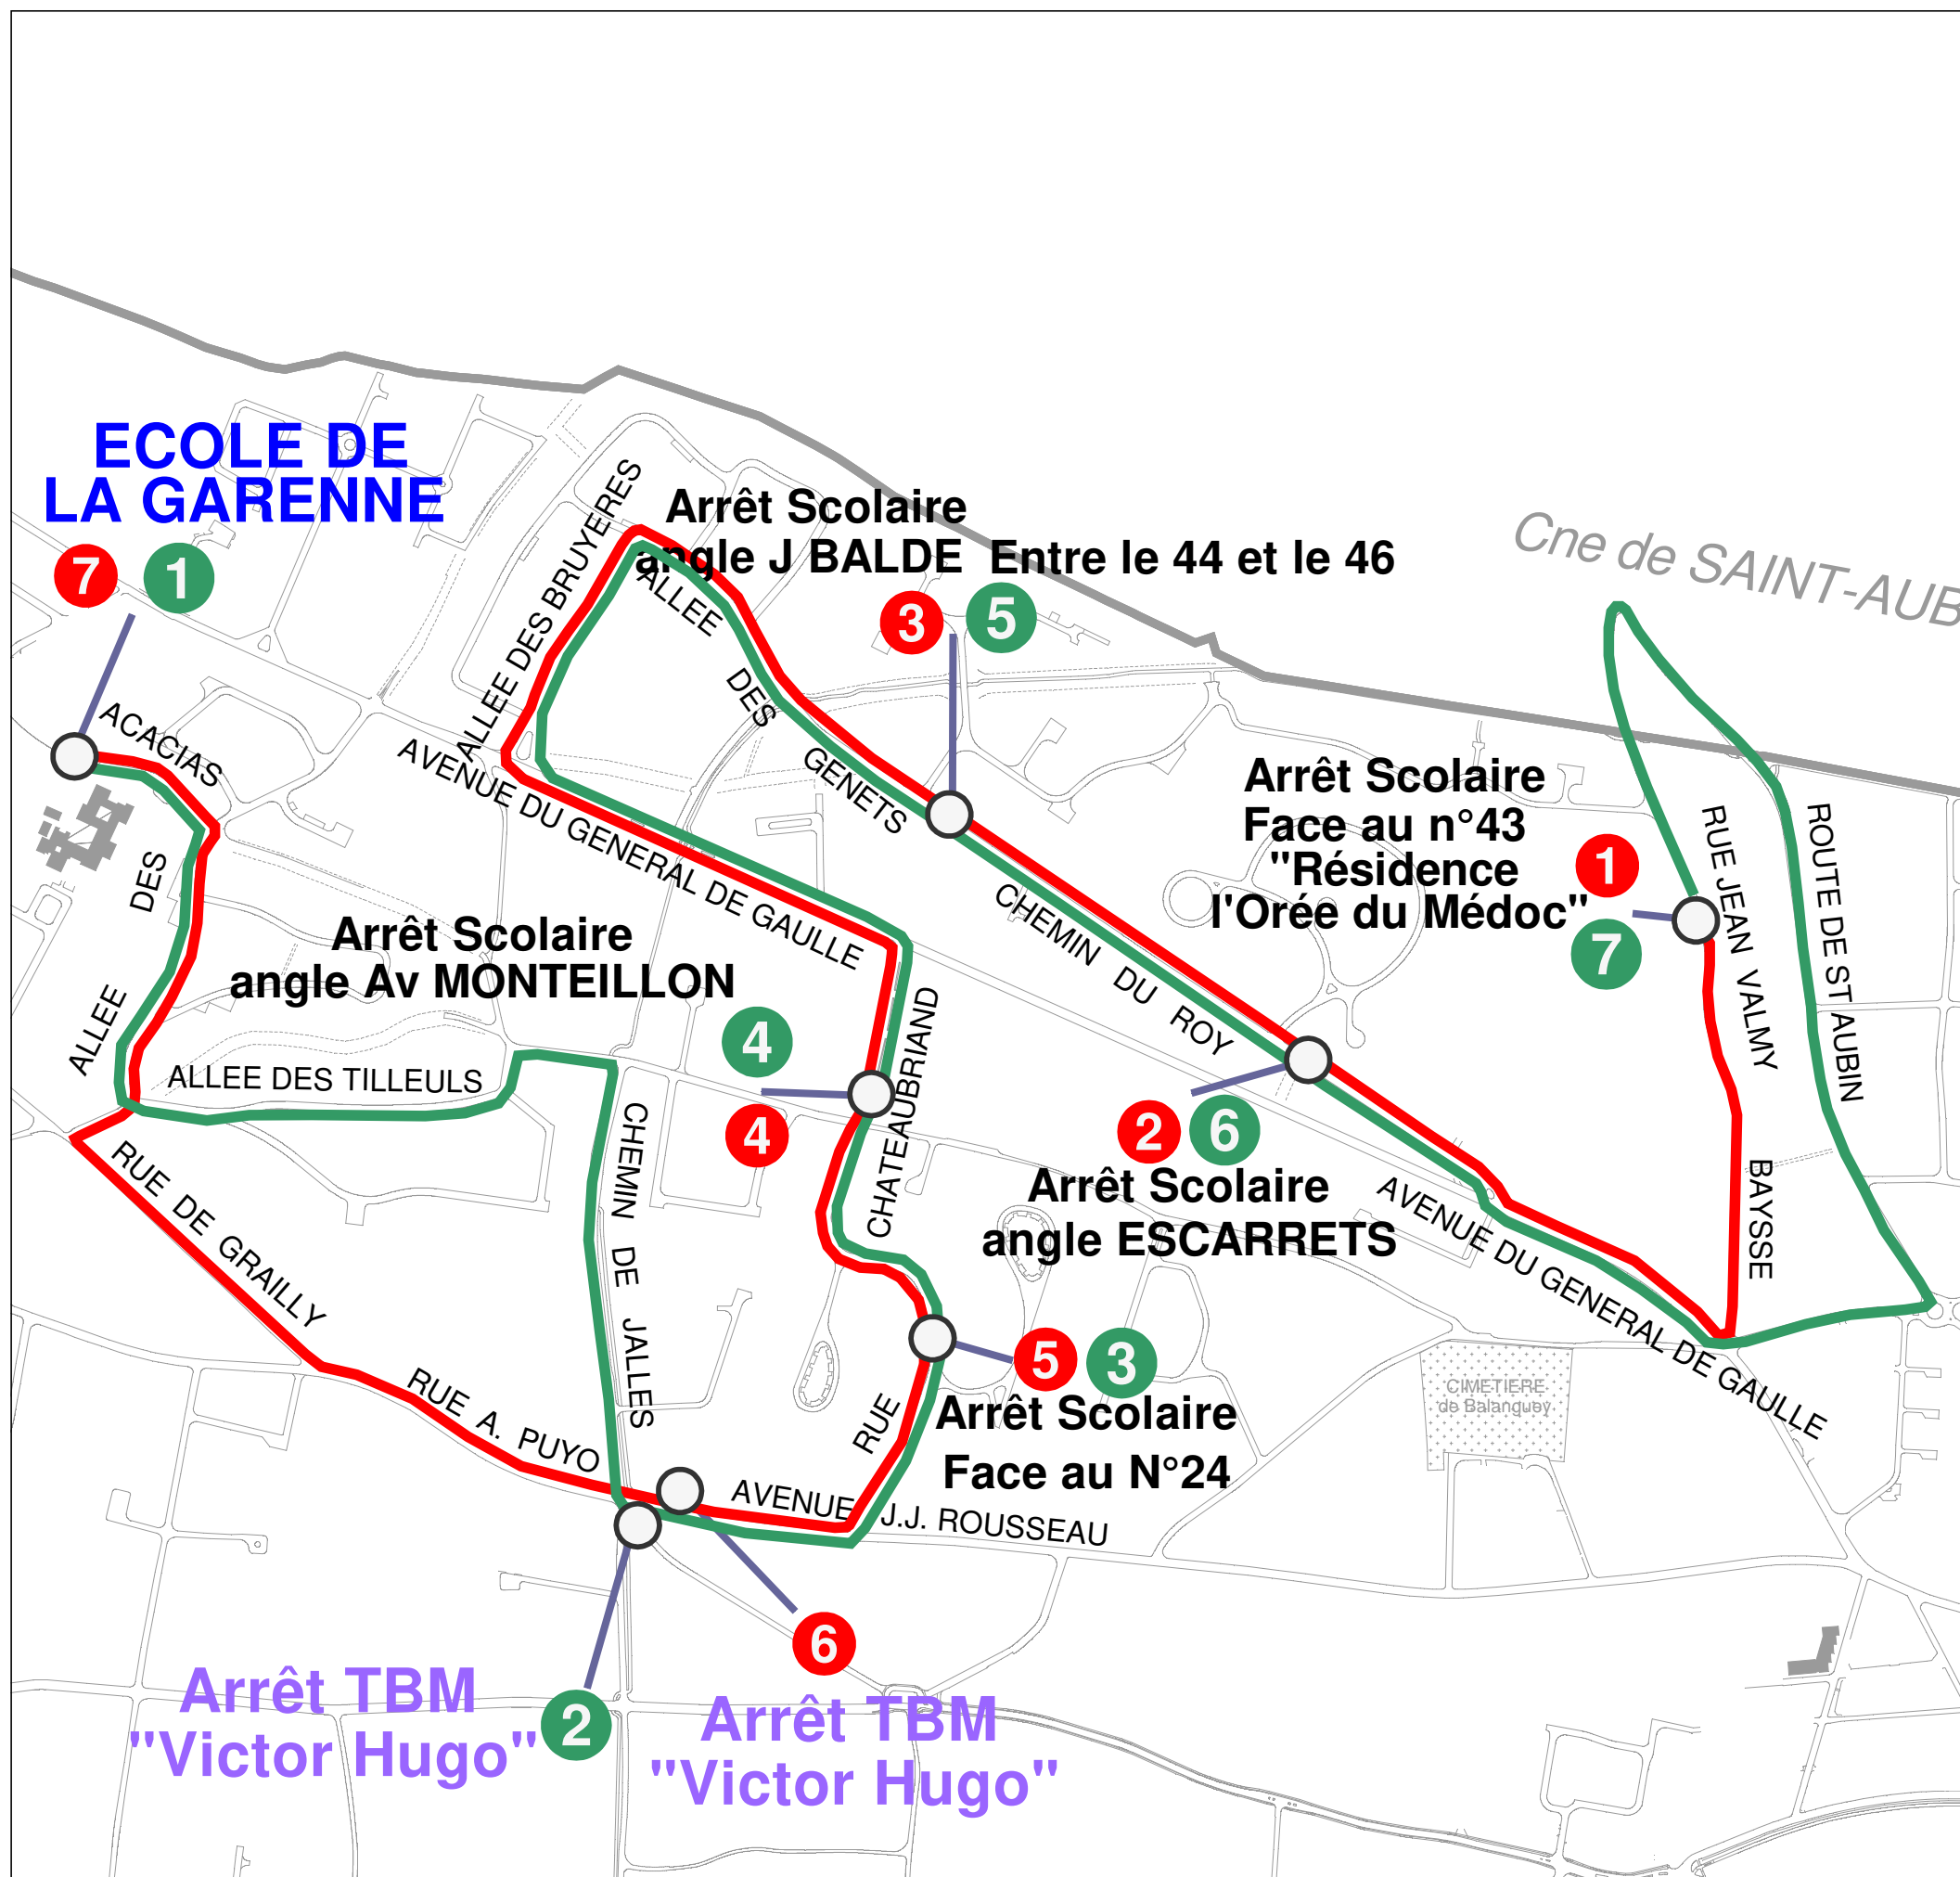 ECOLE DE
LA GARENNE
7
1
Arrêt Scolaire
angle J BALDE
Entre le 44 et le 46
3
5
Cne de SAINT-AUB
ALLEE DES BRUYERES
ALLEE
DES
GENETS
ACACIAS
DES
ALLEE
AVENUE DU GENERAL DE GAULLE
Arrêt Scolaire
Face au n°43
"Résidence
l'Orée du Médoc"
1
7
RUE JEAN VALMY
BAYSSE
ROUTE DE ST AUBIN
CHEMIN DU ROY
Arrêt Scolaire
angle Av MONTEILLON
4
4
CHATEAUBRIAND
RUE
ALLEE DES TILLEULS
CHEMIN DE JALLES
2
6
Arrêt Scolaire
angle ESCARRETS
AVENUE DU GENERAL DE GAULLE
RUE DE GRAILLY
RUE A. PUYO
5
3
Arrêt Scolaire
Face au N°24
CIMETIERE
de Balanguey
AVENUE J.J. ROUSSEAU
6
Arrêt TBM
"Victor Hugo"
2
Arrêt TBM
"Victor Hugo"